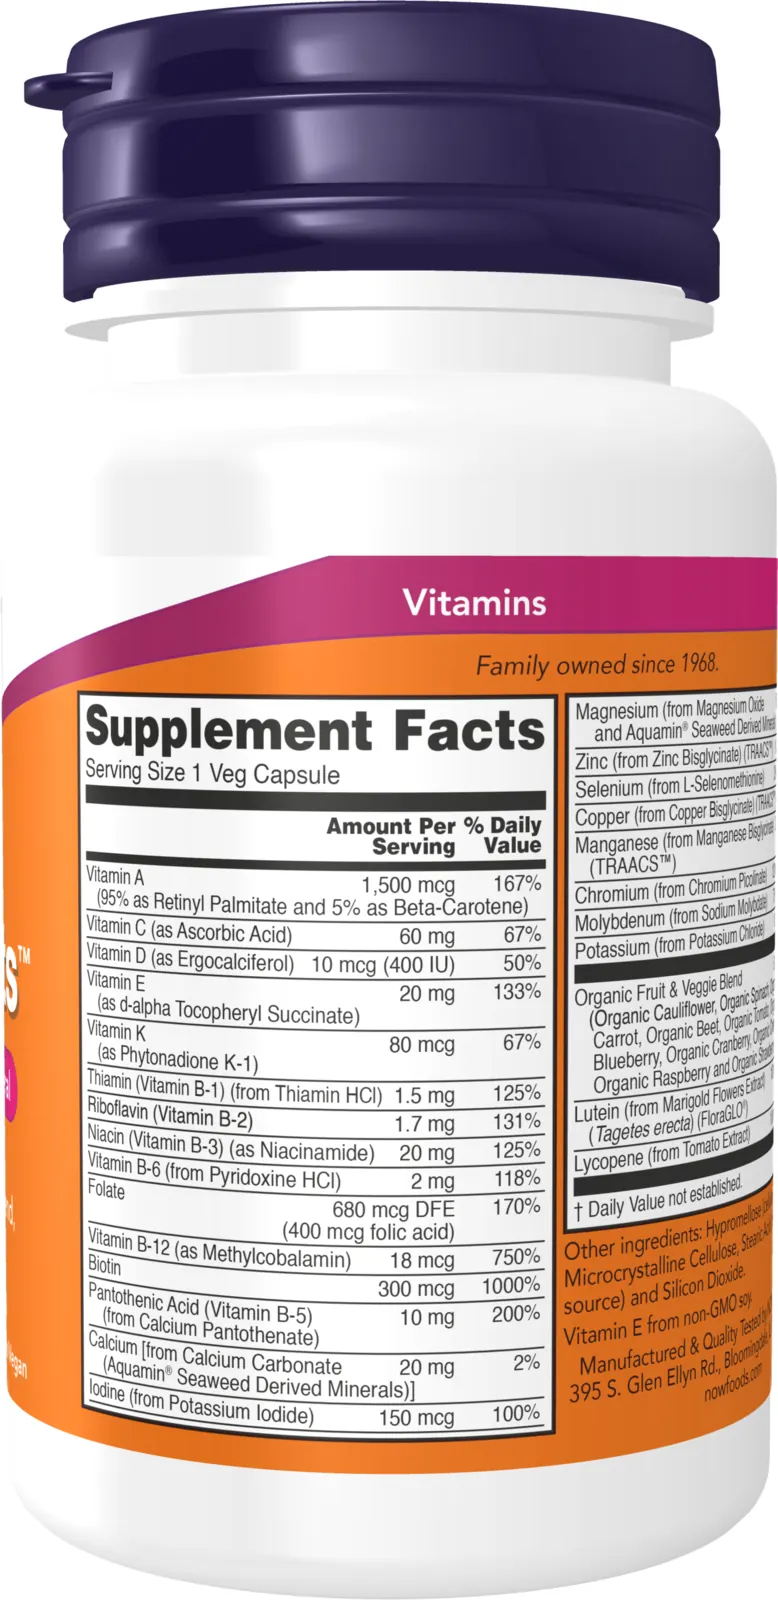 Vitamins
Family owned since 1968.
Supplement Facts
Serving Size 1 Veg Capsule
Amount Per % Daily
Serving Value
Vitamin A 1,500 mcg 167%
(95% as Retinyl Palmitate and 5% as Beta-Carotene)
Vitamin C (as Ascorbic Acid) 60 mg 67%
Vitamin D (as Ergocalciferol) 10 mcg (400 IU) 50%
Vitamin E 20 mg 133%
(as d-alpha Tocopheryl Succinate)
Vitamin K 80 mcg 67%
(as Phytonadione K-1)
Thiamin (Vitamin B-1) (from Thiamin HCl) 1.5 mg 125%
Riboflavin (Vitamin B-2) 1.7 mg 131%
Niacin (Vitamin B-3) (as Niacinamide) 20 mg 125%
Vitamin B-6 (from Pyridoxine HCl) 2 mg 118%
Folate 680 mcg DFE 170%
(400 mcg folic acid)
Vitamin B-12 (as Methylcobalamin) 18 mcg 750%
Biotin 300 mcg 1000%
Pantothenic Acid (Vitamin B-5) 10 mg 200%
(from Calcium Pantothenate)
Calcium [from Calcium Carbonate 20 mg 2%
(Aquamin® Seaweed Derived Minerals)]
Iodine (from Potassium Iodide) 150 mcg 100%
Magnesium (from Magnesium Oxide
and Aquamin® Seaweed Derived
Zinc (from Zinc Bisglycinate) (TRAACS™
Selenium (from L-Selenomethionine)
Copper (from Copper Bisglycinate) (TRAACS
Manganese (from Manganese
(TRAACS™)
Chromium (from Chromium Picolinate)
Molybdenum (from Sodium Molybdate)
Potassium (from Potassium Chloride)
Organic Fruit & Veggie Blend
(Organic Cauliflower, Organic Spinach,
Carrot, Organic Beet, Organic Tomato,
Blueberry, Organic Cranberry,
Organic Raspberry and Organic
Lutein (from Marigold Flowers Extract)
(Tagetes erecta) (FloraGLO®)
Lycopene (from Tomato Extract)
† Daily Value not established.
Other ingredients: Hypromellose
Microcrystalline Cellulose,
source) and Silicon Dioxide.
Vitamin E from non-GMO soy.
Manufactured & Quality Tested by
395 S. Glen Ellyn Rd., Bloomingdale
nowfoods.com
™
Vegan